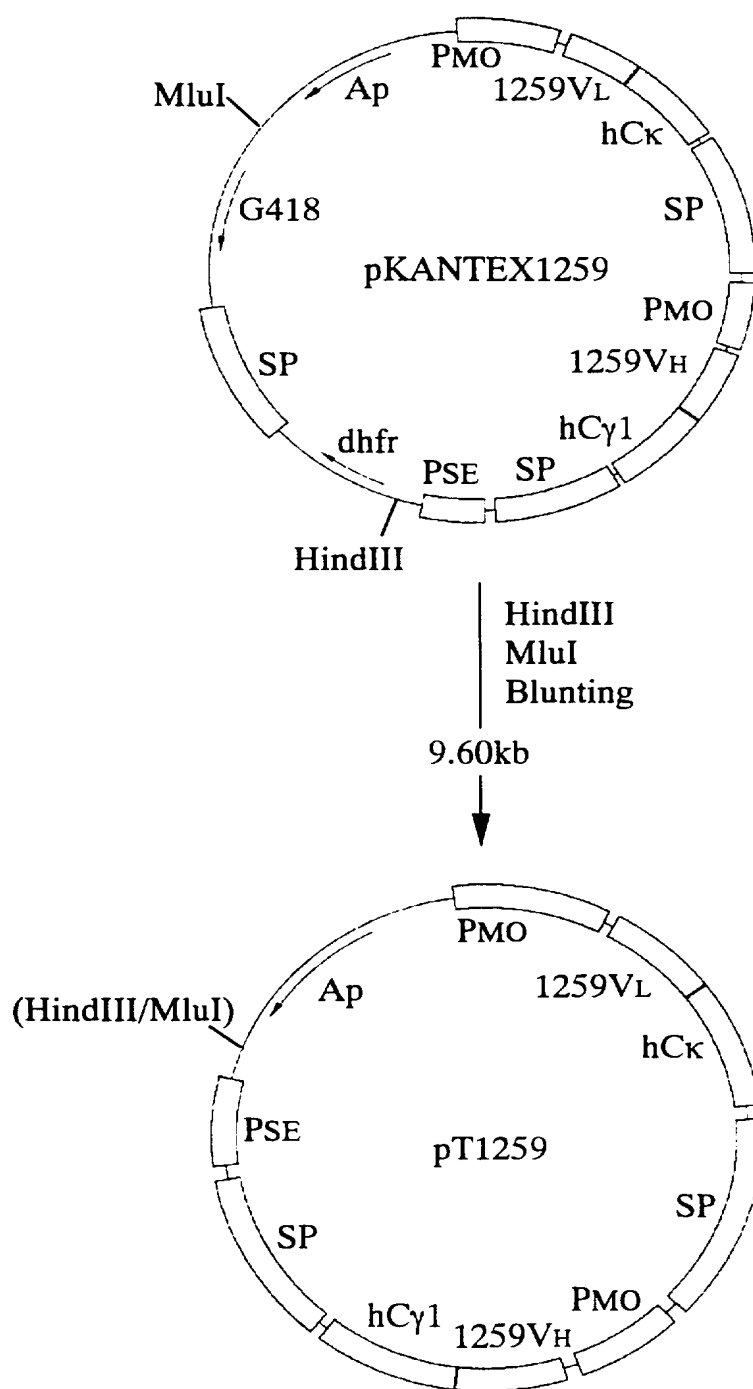 PMO
Ap
1259VL
MluI
hCκ
G418
SP
pKANTEX1259
PMO
SP
1259VH
dhfr
hCγ1
PSE
SP
HindIII
HindIII
MluI
Blunting
9.60kb
PMO
Ap
1259VL
(HindIII/MluI)
hCκ
PSE
pT1259
SP
SP
PMO
hCγ1
1259VH